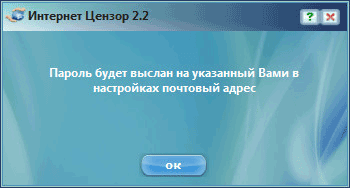 Интернет Цензор 2.2
?
Пароль будет выслан на указанный Вами в
настройках почтовый адрес
ок